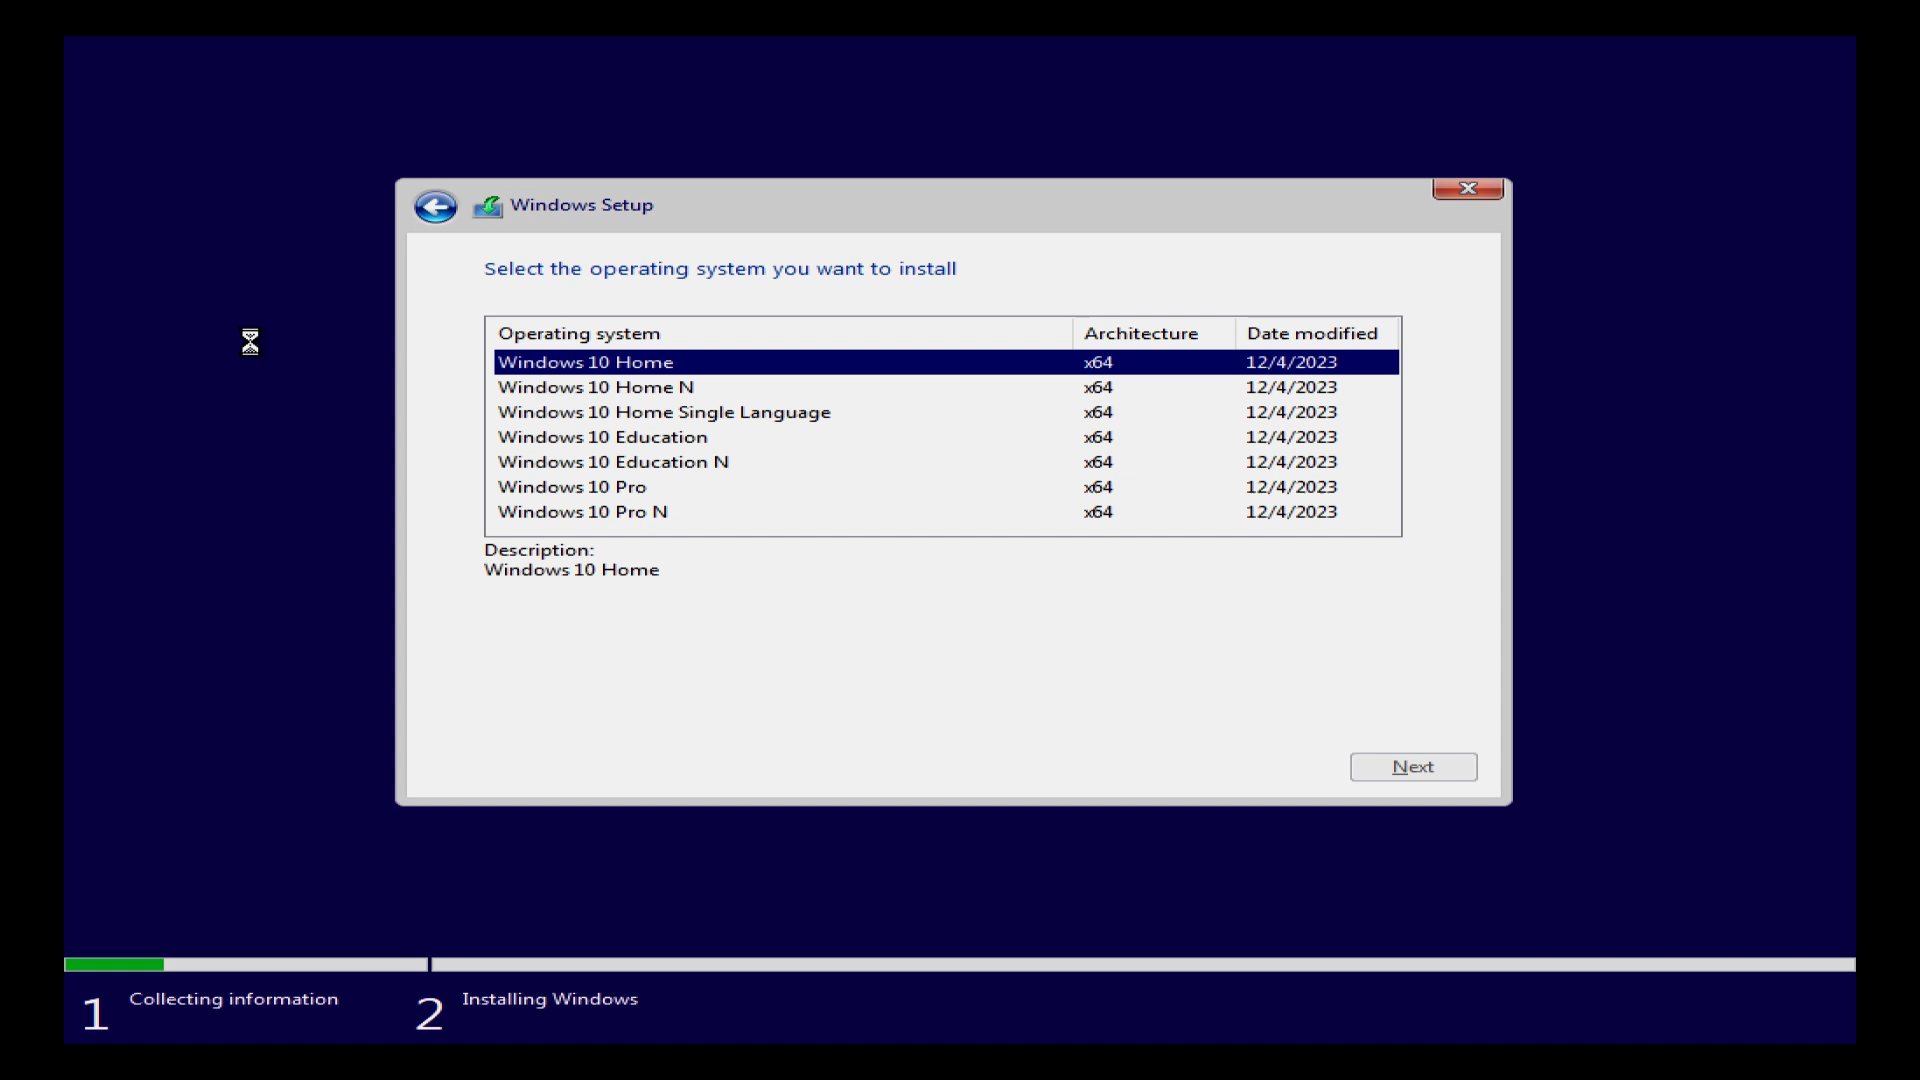 Windows Setup
Select the operating system you want to install
Operating system Architecture Date modified
Windows 10 Home x64 12/4/2023
Windows 10 Home N x64 12/4/2023
Windows 10 Home Single Language x64 12/4/2023
Windows 10 Education x64 12/4/2023
Windows 10 Education N x64 12/4/2023
Windows 10 Pro x64 12/4/2023
Windows 10 Pro N x64 12/4/2023
Description:
Windows 10 Home
Next
1 Collecting information 2 Installing Windows